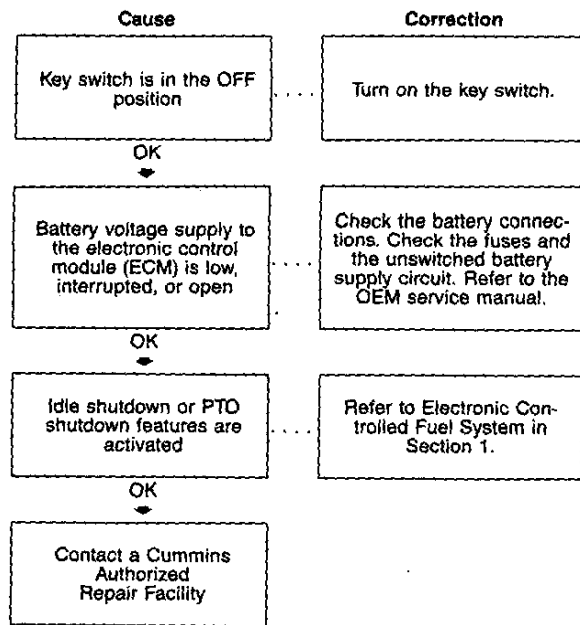 Cause
Correction
Key switch is in the OFF
position
Turn on the key switch.
OK
Battery voltage supply to
the electronic control
module (ECM) is low,
interrupted, or open
Check the battery connec-
tions. Check the fuses and
the unswitched battery
supply circuit. Refer to the
OEM service manual.
OK
Idle shutdown or PTO
shutdown features are
activated
Refer to Electronic Con-
trolled Fuel System in
Section 1.
OK
Contact a Cummins
Authorized
Repair Facility